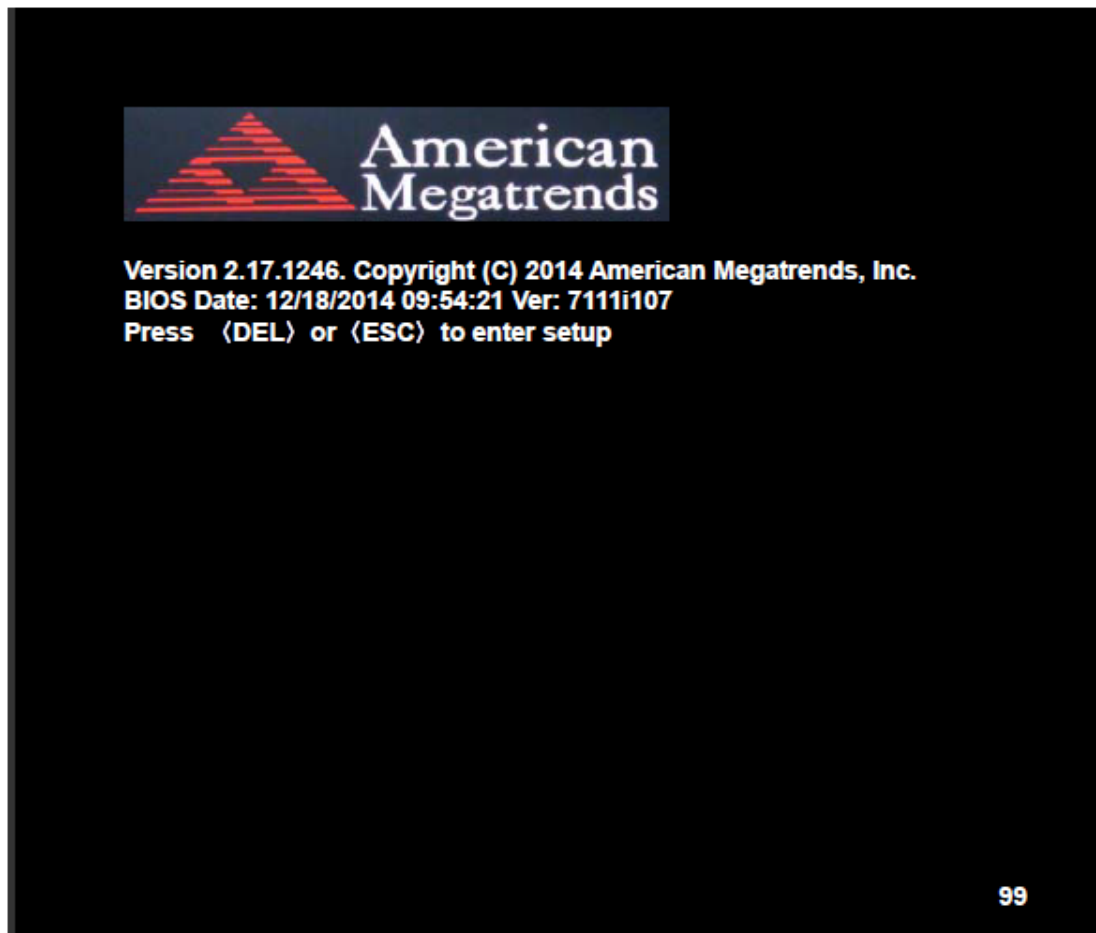 American
Megatrends
Version 2.17.1246. Copyright (C) 2014 American Megatrends, Inc.
BIOS Date: 12/18/2014 09:54:21 Ver: 7111i107
Press 〈DEL〉 or 〈ESC〉 to enter setup
99